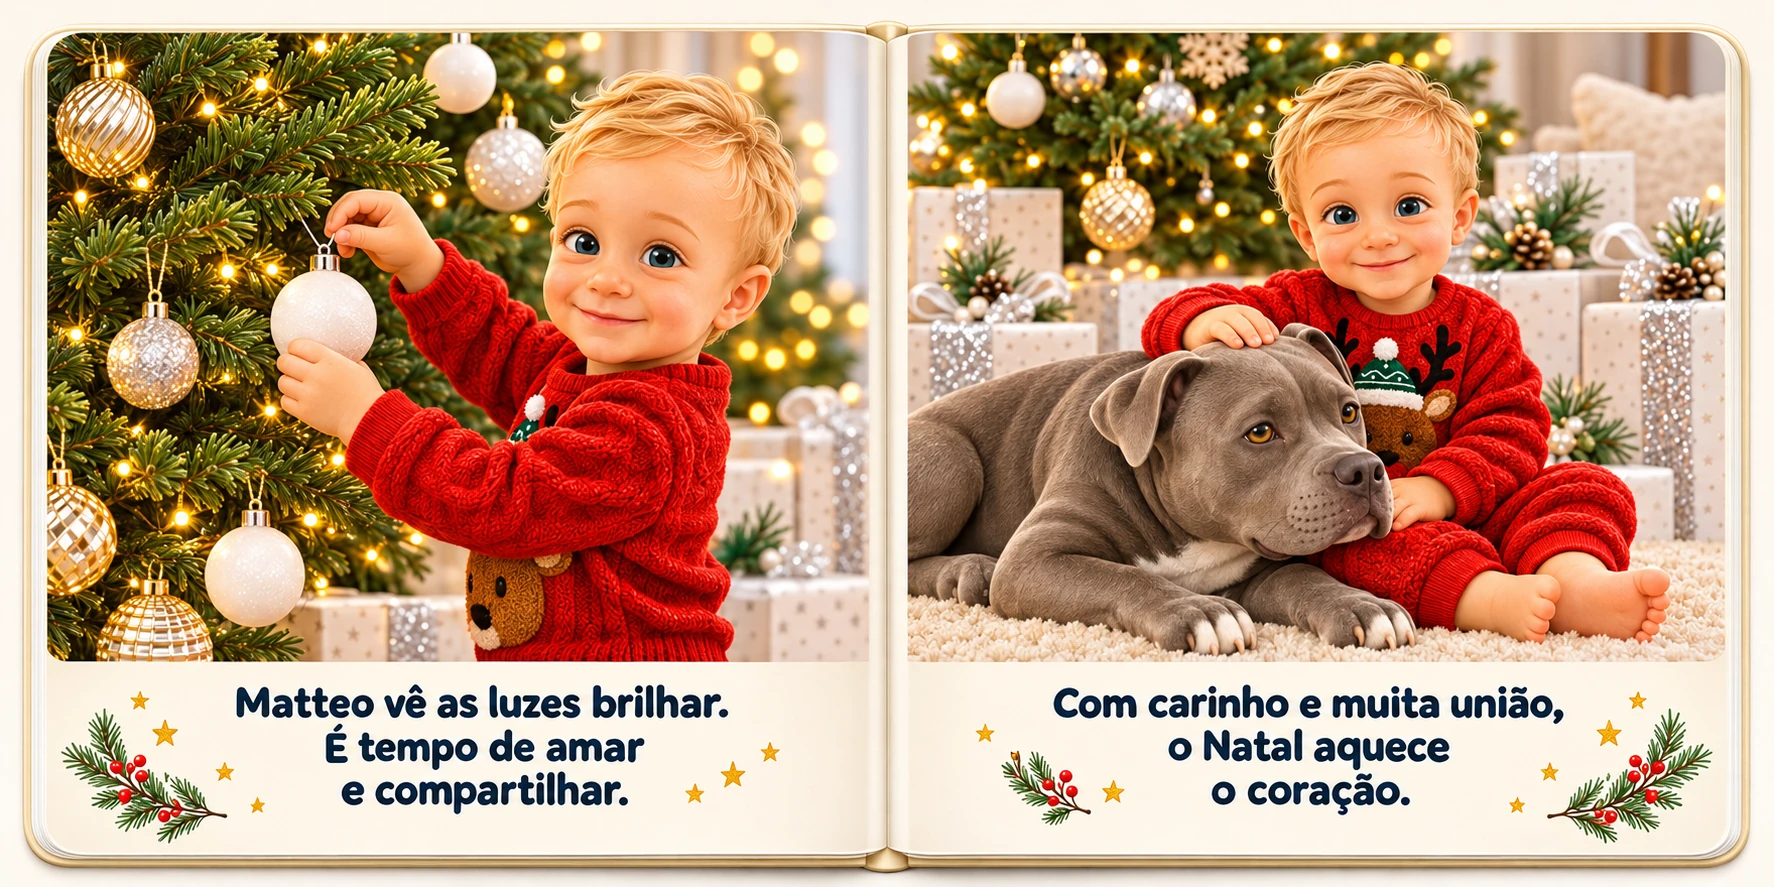 Matteo vê as luzes brilhar.
É tempo de amar
e compartilhar.
Com carinho e muita união,
o Natal aquece
o coração.